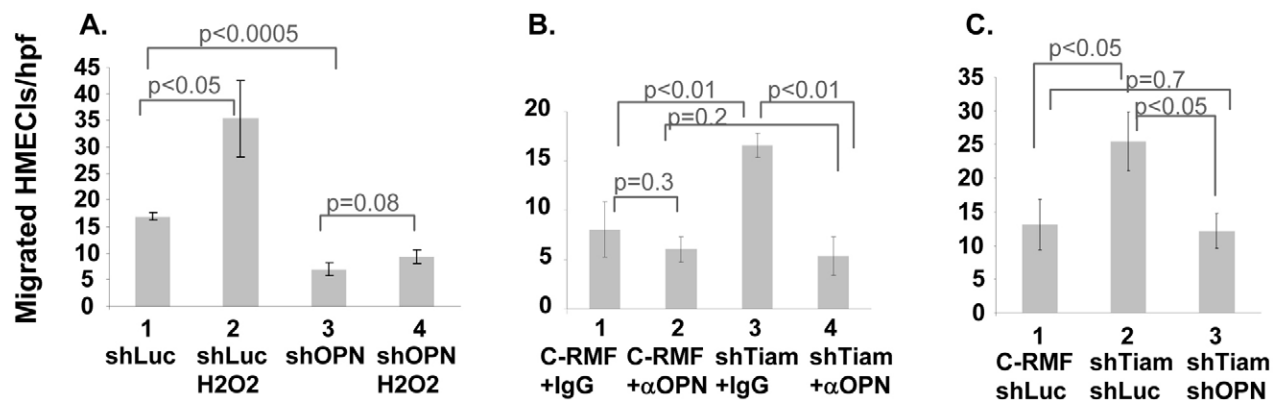 A.
B.
C.
Migrated HMECIs/hpf
p<0.0005
p<0.05
p=0.08
45
40
35
30
25
20
15
10
5
0
1 2 3 4
shLuc shLuc shOPN shOPN
H2O2 H2O2
p<0.01 p<0.01
p=0.2
p=0.3
20
15
10
5
0
1 2 3 4
C-RMF C-RMF shTiam shTiam
+IgG +αOPN +IgG +αOPN
p<0.05
p=0.7
p<0.05
35
30
25
20
15
10
5
0
1 2 3
C-RMF shTiam shTiam
shLuc shLuc shOPN